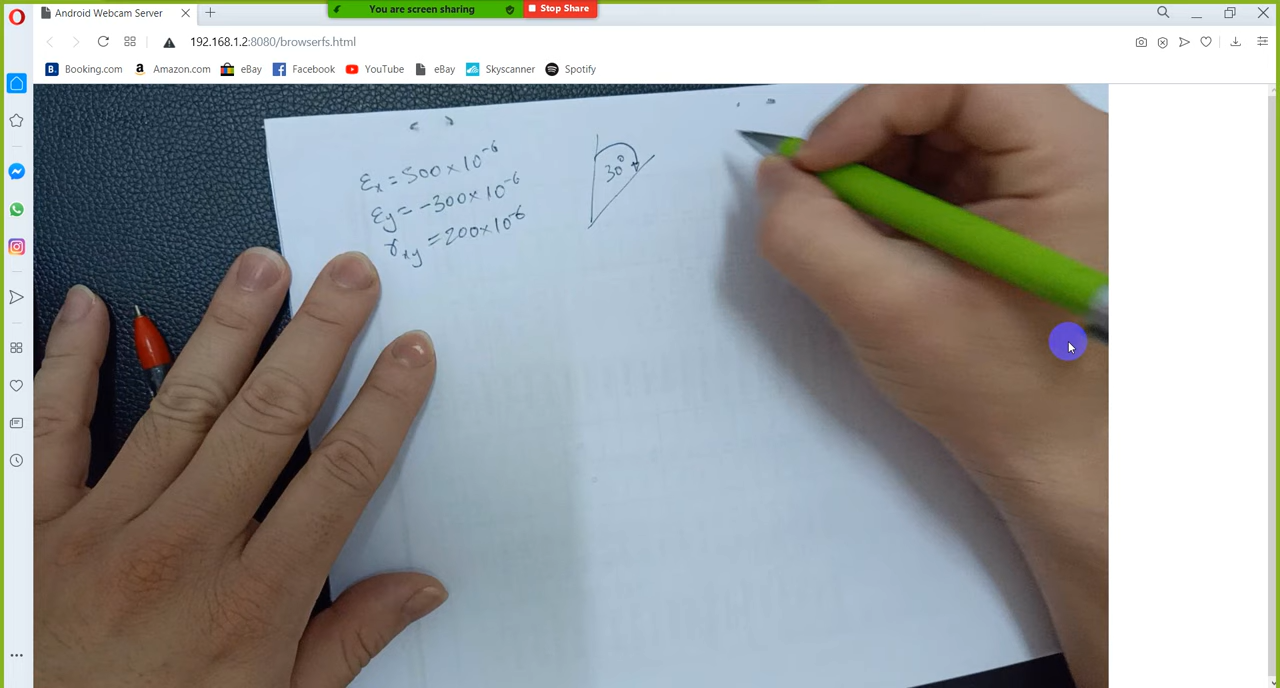 You are screen sharing
Stop Share
Android Webcam Server
192.168.1.2:8080/browserfs.html
Booking.com
Amazon.com
eBay
Facebook
YouTube
eBay
Skyscanner
Spotify
εx = 500×10⁻⁶
εy = -300×10⁻⁶
γxy = 200×10⁻⁶
30°